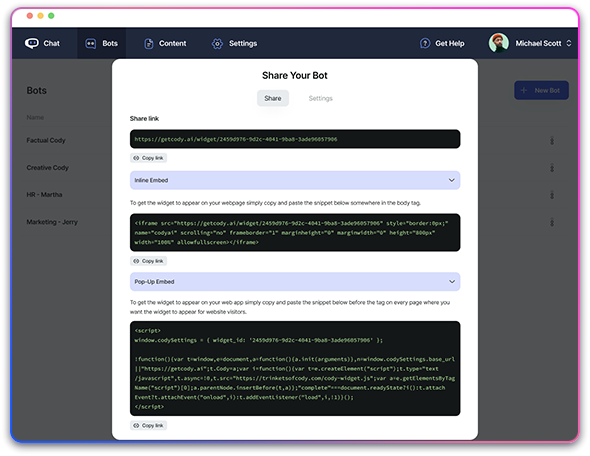 Chat
Bots
Content
Settings
Get Help
Michael Scott
Share Your Bot
Bots
Share
Settings
New Bot
Name
Share link
Factual Cody
https://getcody.ai/widget/2459d976-9d2c-4041-9ba8-3ade96057906
Copy link
Creative Cody
Inline Embed
HR - Martha
To get the widget to appear on your webpage simply copy and paste the snippet below somewhere in the body tag.
Marketing - Jerry
<iframe src="https://getcody.ai/widget/2459d976-9d2c-4041-9ba8-3ade96057906" style="border:0px;"
name="codyai" scrolling="no" frameborder="1" marginheight="0" marginwidth="0" height="800px"
width="100%" allowfullscreen></iframe>
Copy link
Pop-Up Embed
To get the widget to appear on your web app simply copy and paste the snippet below before the tag on every page where you
want the widget to appear for website visitors.
<script>
window.codySettings = { widget_id: '2459d976-9d2c-4041-9ba8-3ade96057906' };
!function(){var t=window,e=document,a=function(){a.init(arguments)},n=window.codySettings.base_url
||"https://getcody.ai";t.Cody=a;var i=function(){var t=e.createElement("script");t.type="text
/javascript",t.async=!0,t.src="https://trinketsofcody.com/cody-widget.js";var are.getElementsByTag
Name("script")[0];a.parentNode.insertBefore(t,a)};"complete"===document.readyState?i():t.attach
Event?t.attachEvent("onload",i):t.addEventListener("load",i,!1)}();
</script>
Copy link